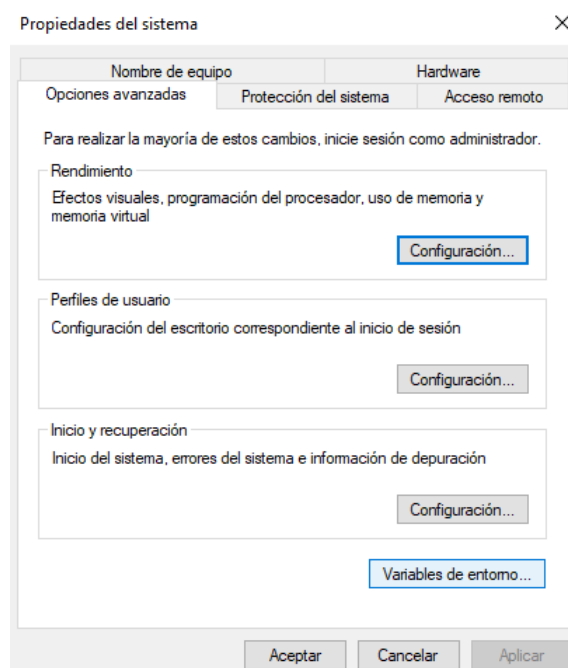 Propiedades del sistema
Nombre de equipo
Hardware
Opciones avanzadas
Protección del sistema
Acceso remoto
Para realizar la mayoría de estos cambios, inicie sesión como administrador.
Rendimiento
Efectos visuales, programación del procesador, uso de memoria y
memoria virtual
Configuración...
Perfiles de usuario
Configuración del escritorio correspondiente al inicio de sesión
Configuración...
Inicio y recuperación
Inicio del sistema, errores del sistema e información de depuración
Configuración...
Variables de entorno...
Aceptar
Cancelar
Aplicar